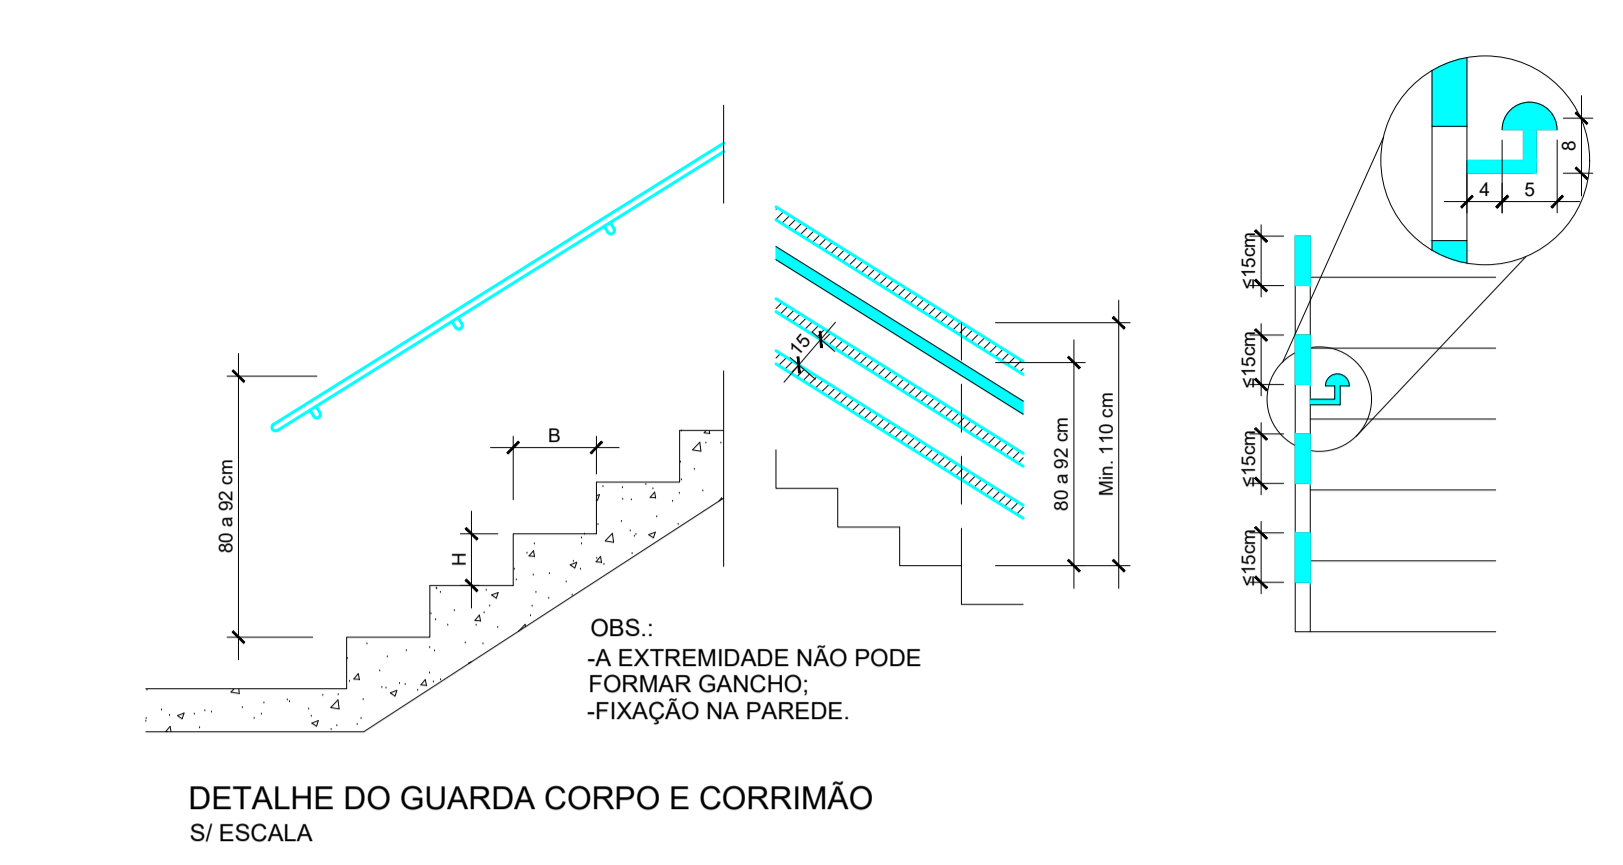 80 a 92 cm
B
H
15
80 a 92 cm
Min. 110 cm
≤15cm
≤15cm
≤15cm
≤15cm
4
5
8
OBS.:
-A EXTREMIDADE NÃO PODE
FORMAR GANCHO;
-FIXAÇÃO NA PAREDE.
DETALHE DO GUARDA CORPO E CORRIMÃO
S/ ESCALA